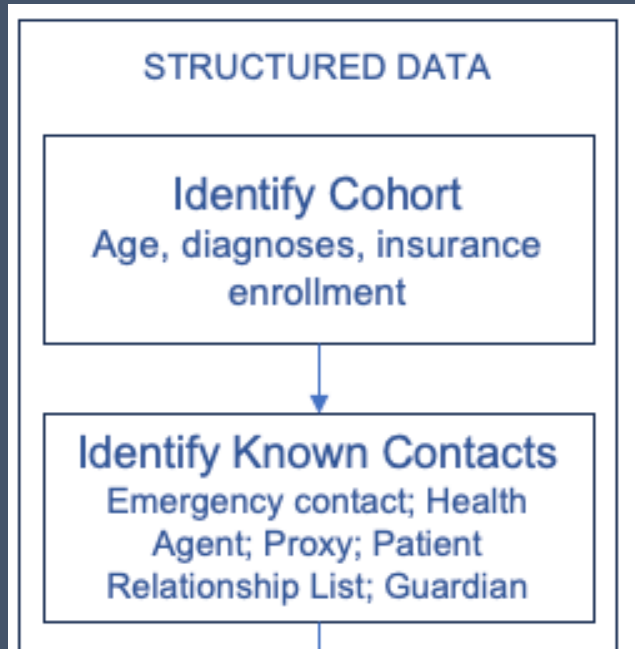 STRUCTURED DATA
Identify Cohort
Age, diagnoses, insurance
enrollment
Identify Known Contacts
Emergency contact; Health
Agent; Proxy; Patient
Relationship List; Guardian